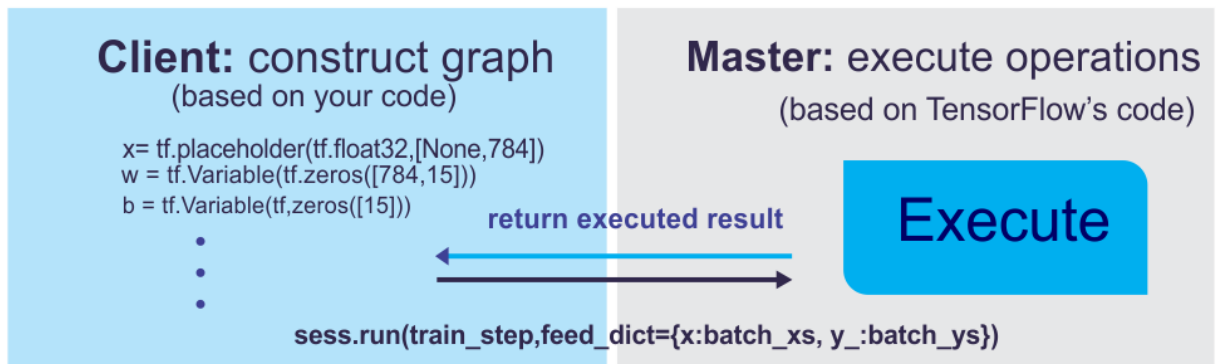 Client: construct graph
(based on your code)
x= tf.placeholder(tf.float32,[None,784])
w = tf.Variable(tf.zeros([784,15]))
b = tf.Variable(tf,zeros([15]))
Master: execute operations
(based on TensorFlow's code)
Execute
return executed result
sess.run(train_step,feed_dict={x:batch_xs, y_:batch_ys})